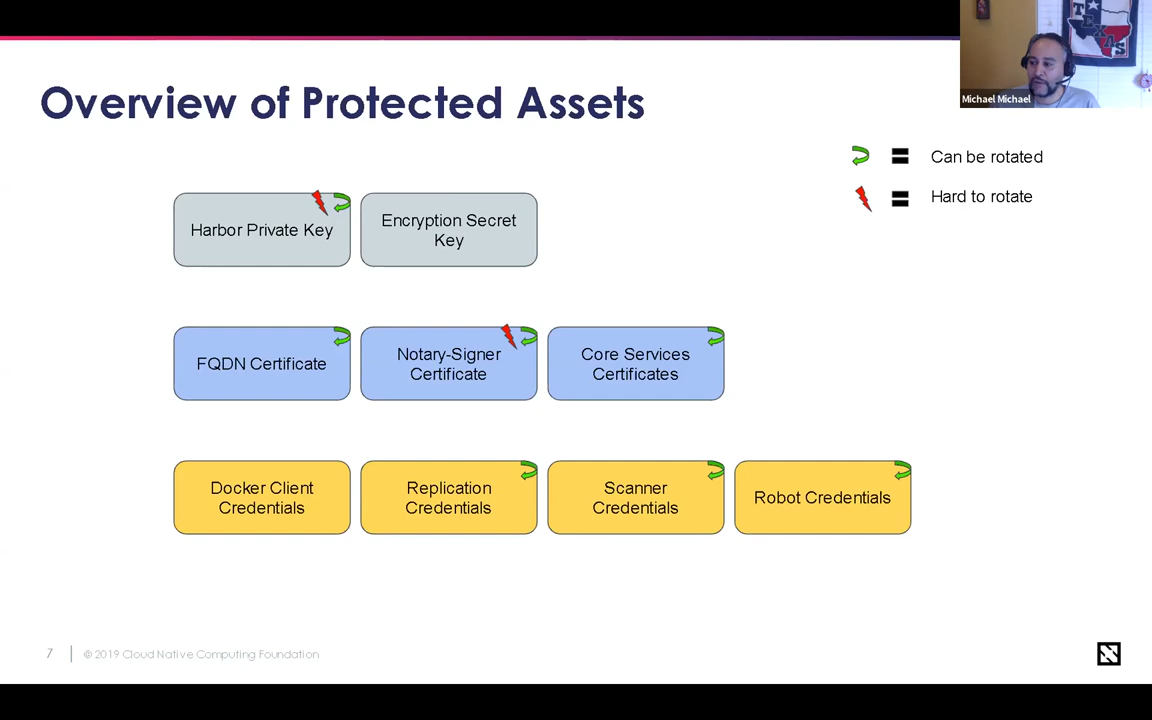 Overview of Protected Assets
TEXAS
Michael Michael
Can be rotated
Hard to rotate
Harbor Private Key
Encryption Secret
Key
FQDN Certificate
Notary-Signer
Certificate
Core Services
Certificates
Docker Client
Credentials
Replication
Credentials
Scanner
Credentials
Robot Credentials
7
© 2019 Cloud Native Computing Foundation